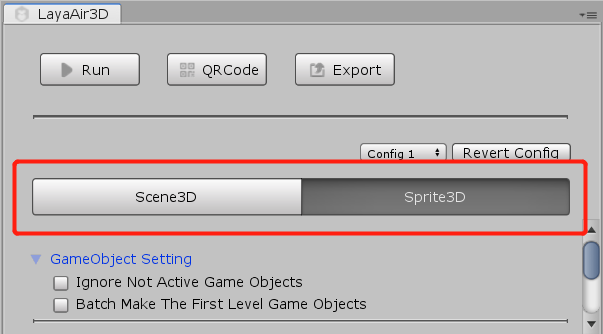 LayaAir3D
Run QRCode Export
Config 1 Revert Config
Scene3D Sprite3D
GameObject Setting
Ignore Not Active Game Objects
Batch Make The First Level Game Objects